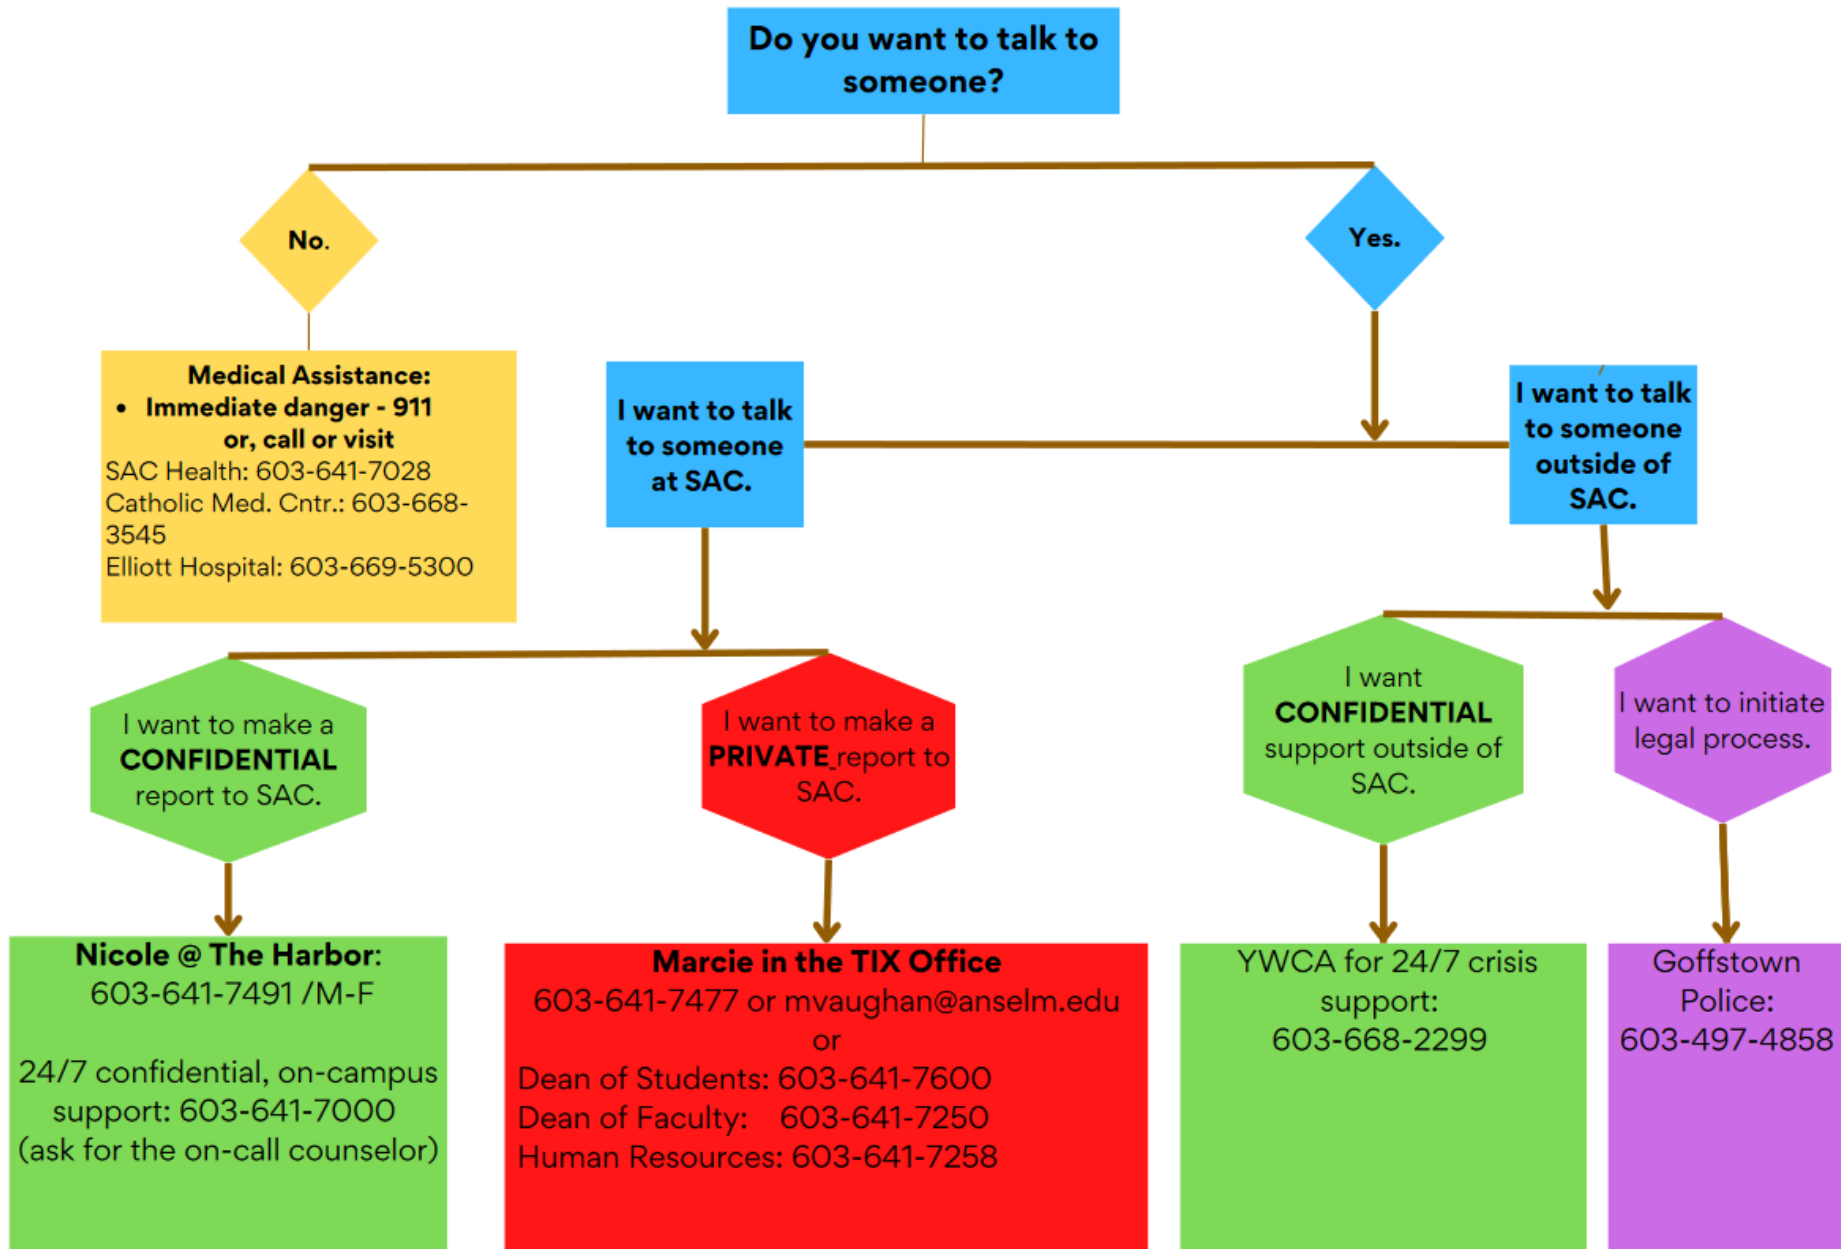 Do you want to talk to
someone?
No.
Yes.
Medical Assistance:
• Immediate danger - 911
or, call or visit
SAC Health: 603-641-7028
Catholic Med. Cntr.: 603-668-
3545
Elliott Hospital: 603-669-5300
I want to talk
to someone
at SAC.
I want to talk
to someone
outside of
SAC.
I want to make a
CONFIDENTIAL
report to SAC.
I want to make a
PRIVATE report to
SAC.
I want
CONFIDENTIAL
support outside of
SAC.
I want to initiate
legal process.
Nicole @ The Harbor:
603-641-7491 /M-F
24/7 confidential, on-campus
support: 603-641-7000
(ask for the on-call counselor)
Marcie in the TIX Office
603-641-7477 or mvaughan@anselm.edu
or
Dean of Students: 603-641-7600
Dean of Faculty: 603-641-7250
Human Resources: 603-641-7258
YWCA for 24/7 crisis
support:
603-668-2299
Goffstown
Police:
603-497-4858